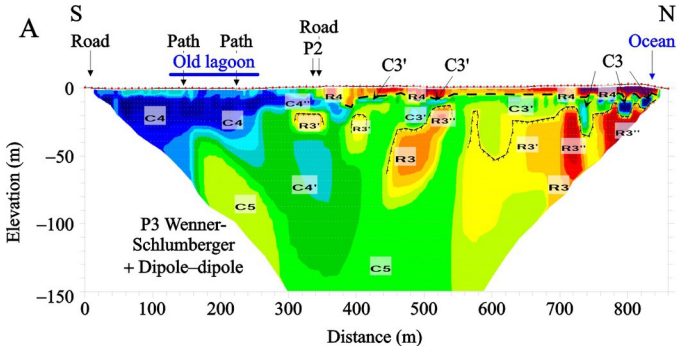 A
S
N
Road
Path
Path
Old lagoon
Road
P2
C3'
C3'
C3
Ocean
R4
R4
R4
R4
C4''
C4
C4
R3'
R3'
C3'
R3''
C3'
R3
R3'
R3''
R3''
R3
C4'
C5
C5
P3 Wenner-
Schlumberger
+ Dipole–dipole
Elevation (m)
0
−50
−100
−150
0
100
200
300
400
500
600
700
800
Distance (m)